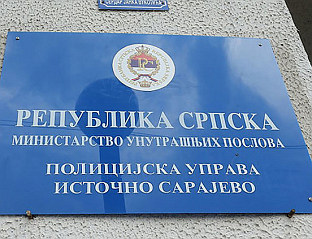 РЕПУБЛИКА СРПСКА
МИНИСТАРСТВО УНУТРАШЊИХ ПОСЛОВА
ПОЛИЦИЈСКА УПРАВА
ИСТОЧНО САРАЈЕВО